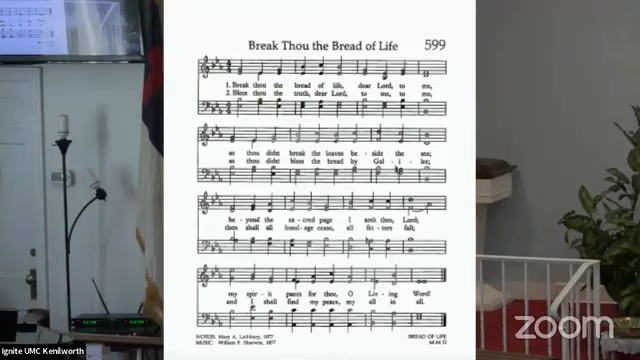 Break Thou the Bread of Life 599
1. Break thou the bread of life, dear Lord, to me,
2. Bless thou the truth, dear Lord, to me, to me,
as thou didst break the loaves be - side the sea;
as thou didst bless the bread by Gal - i - lee;
be - yond the sa - cred page I seek thee, Lord;
then shall all bond - age cease, all fet - ters fall;
my spir - it pants for thee, O Liv - ing Word!
and I shall find my peace, my all in all.
WORDS: Mary A. Lathbury, 1877
MUSIC: William F. Sherwin, 1877
BREAD OF LIFE
64.64 D
Ignite UMC Kenilworth
zoom